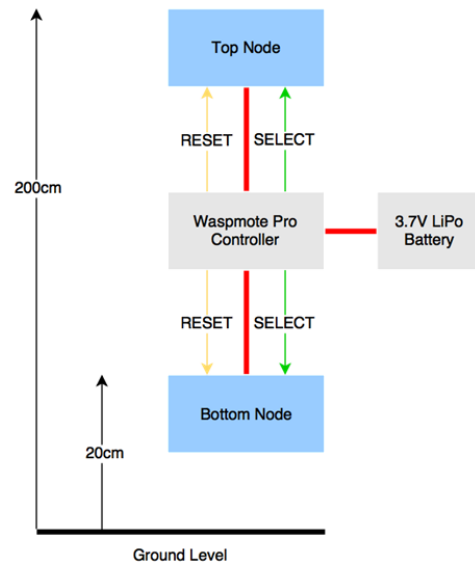 Top Node
RESET
SELECT
200cm
Waspmote Pro
Controller
3.7V LiPo
Battery
RESET
SELECT
Bottom Node
20cm
Ground Level